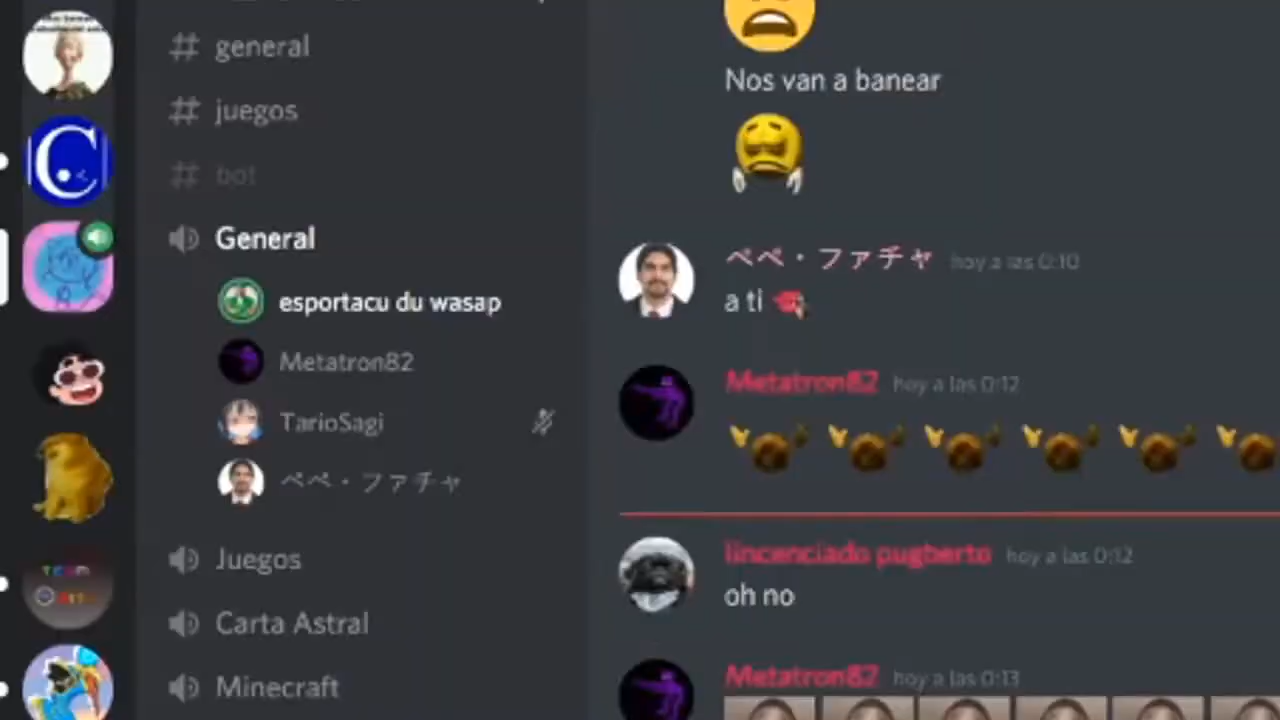 general
juegos
bot
General
esportacu du wasap
Metatron82
TarioSagi
ペペ・ファチャ
Juegos
Carta Astral
Minecraft
Nos van a banear
ペペ・ファチャ hoy a las 0:10
a ti
Metatron82 hoy a las 0:12
lincenciado pugberto hoy a las 0:12
oh no
Metatron82 hoy a las 0:13